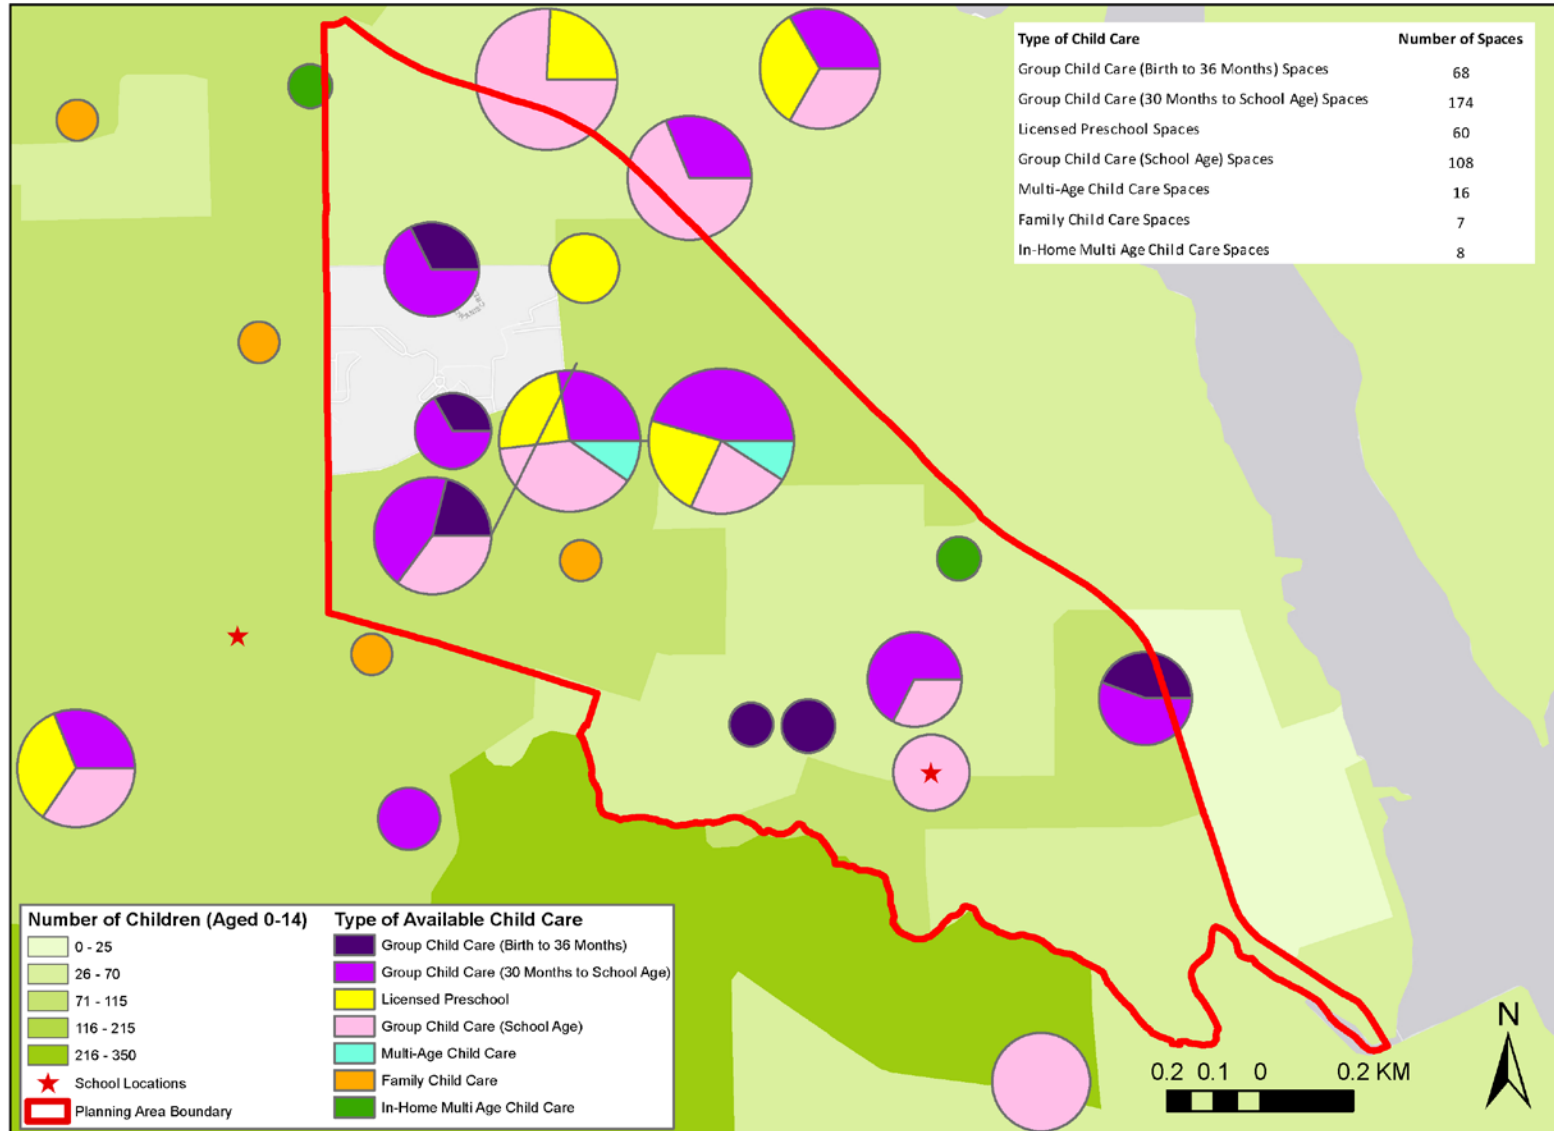 Type of Child Care Number of Spaces
Group Child Care (Birth to 36 Months) Spaces 68
Group Child Care (30 Months to School Age) Spaces 174
Licensed Preschool Spaces 60
Group Child Care (School Age) Spaces 108
Multi-Age Child Care Spaces 16
Family Child Care Spaces 7
In-Home Multi Age Child Care Spaces 8
Number of Children (Aged 0-14)
0 - 25
26 - 70
71 - 115
116 - 215
216 - 350
School Locations
Planning Area Boundary
Type of Available Child Care
Group Child Care (Birth to 36 Months)
Group Child Care (30 Months to School Age)
Licensed Preschool
Group Child Care (School Age)
Multi-Age Child Care
Family Child Care
In-Home Multi Age Child Care
0.2 0.1 0 0.2 KM
N